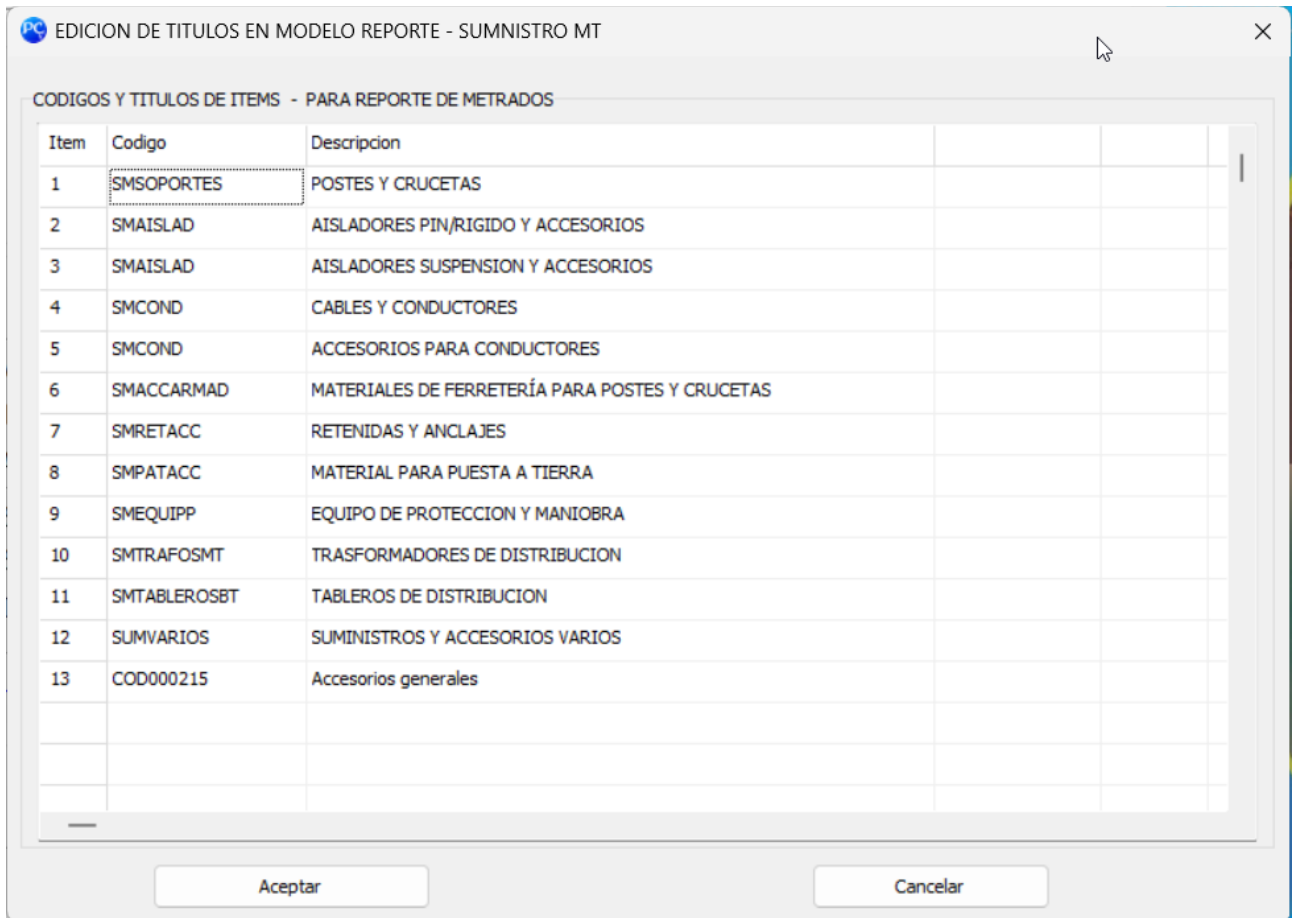 EDICION DE TITULOS EN MODELO REPORTE - SUMNISTRO MT
CODIGOS Y TITULOS DE ITEMS - PARA REPORTE DE METRADOS
Item Codigo Descripcion
1 SMSOPORTES POSTES Y CRUCETAS
2 SMAISLAD AISLADORES PIN/RIGIDO Y ACCESORIOS
3 SMAISLAD AISLADORES SUSPENSION Y ACCESORIOS
4 SMCOND CABLES Y CONDUCTORES
5 SMCOND ACCESORIOS PARA CONDUCTORES
6 SMACCARMAD MATERIALES DE FERRETERÍA PARA POSTES Y CRUCETAS
7 SMRETACC RETENIDAS Y ANCLAJES
8 SMPATACC MATERIAL PARA PUESTA A TIERRA
9 SMEQUIPP EQUIPO DE PROTECCION Y MANIOBRA
10 SMTRAFOSMT TRASFORMADORES DE DISTRIBUCION
11 SMTABLEROSBT TABLEROS DE DISTRIBUCION
12 SUMVARIOS SUMINISTROS Y ACCESORIOS VARIOS
13 COD000215 Accesorios generales
Aceptar Cancelar